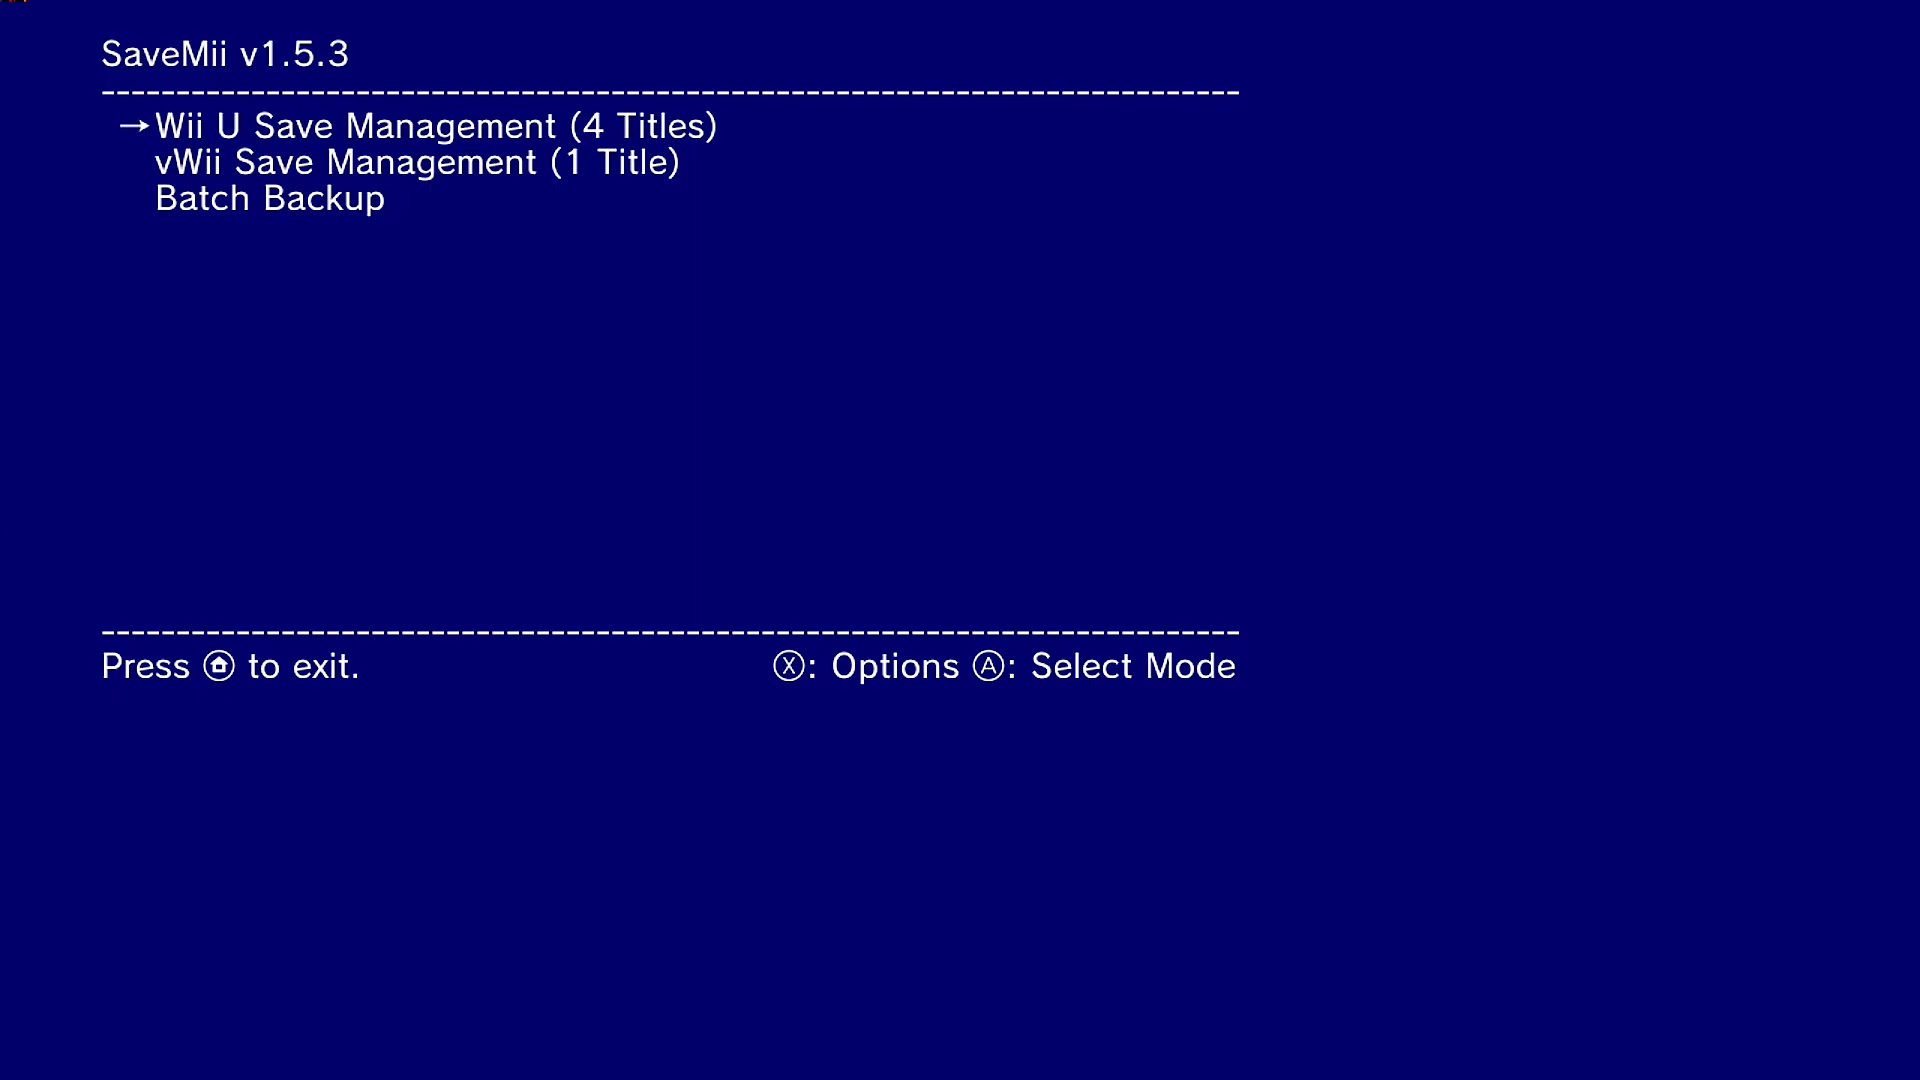 SaveMii v1.5.3
----------------------------------------------------------------------------
→Wii U Save Management (4 Titles)
vWii Save Management (1 Title)
Batch Backup
----------------------------------------------------------------------------
Press to exit. Ⓧ: Options Ⓐ: Select Mode